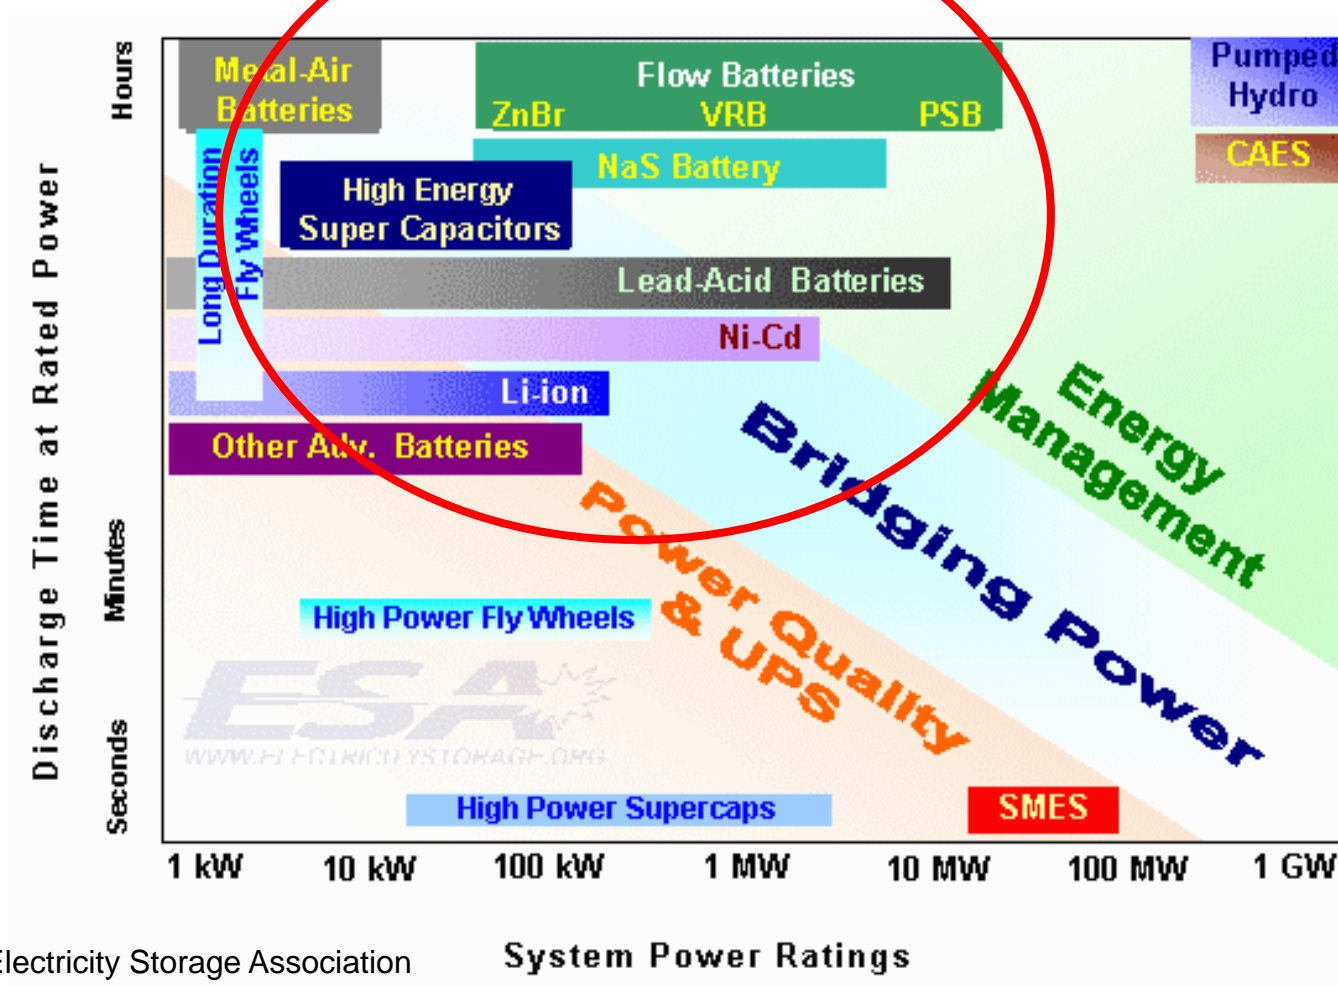 Hours
Minutes
Seconds
Discharge Time at Rated Power
Metal-Air
Batteries
Flow Batteries
ZnBr VRB PSB
Pumped
Hydro
CAES
NaS Battery
Long Duration
Fly Wheels
High Energy
Super Capacitors
Lead-Acid Batteries
Ni-Cd
Li-ion
Other Adv. Batteries
Energy
Management
Bridging Power
Power Quality
& UPS
High Power Fly Wheels
ESA
WWW.ELECTRICITYSTORAGE.ORG
High Power Supercaps
SMES
1 kW 10 kW 100 kW 1 MW 10 MW 100 MW 1 GW
System Power Ratings
Electricity Storage Association